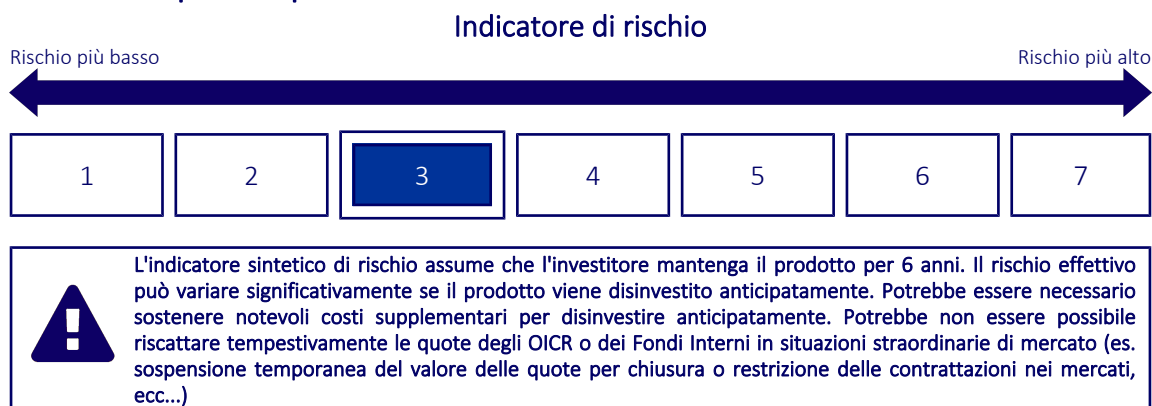 Indicatore di rischio
Rischio più basso
Rischio più alto
1 2 3 4 5 6 7
L'indicatore sintetico di rischio assume che l'investitore mantenga il prodotto per 6 anni. Il rischio effettivo
può variare significativamente se il prodotto viene disinvestito anticipatamente. Potrebbe essere necessario
sostenere notevoli costi supplementari per disinvestire anticipatamente. Potrebbe non essere possibile
riscattare tempestivamente le quote degli OICR o dei Fondi Interni in situazioni straordinarie di mercato (es.
sospensione temporanea del valore delle quote per chiusura o restrizione delle contrattazioni nei mercati,
ecc...)